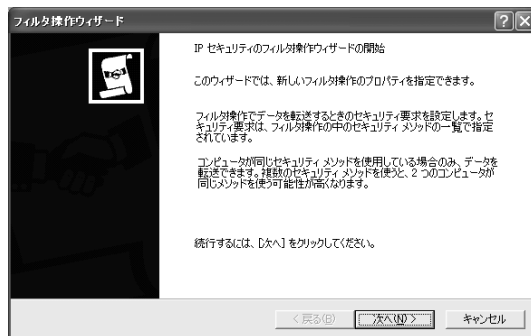 フィルタ操作ウィザード
IP セキュリティのフィルタ操作ウィザードの開始
このウィザードでは、新しいフィルタ操作のプロパティを指定できます。
フィルタ操作でデータを転送するときのセキュリティ要求を設定します。セ
キュリティ要求は、フィルタ操作の中のセキュリティ メソッドの一覧で指定
されています。
コンピュータが同じセキュリティ メソッドを使用している場合のみ、データを
転送できます。複数のセキュリティ メソッドを使うと、2 つのコンピュータが
同じメソッドを使う可能性が高くなります。
続行するには、[次へ] をクリックしてください。
< 戻る(B) 次へ(N) > キャンセル